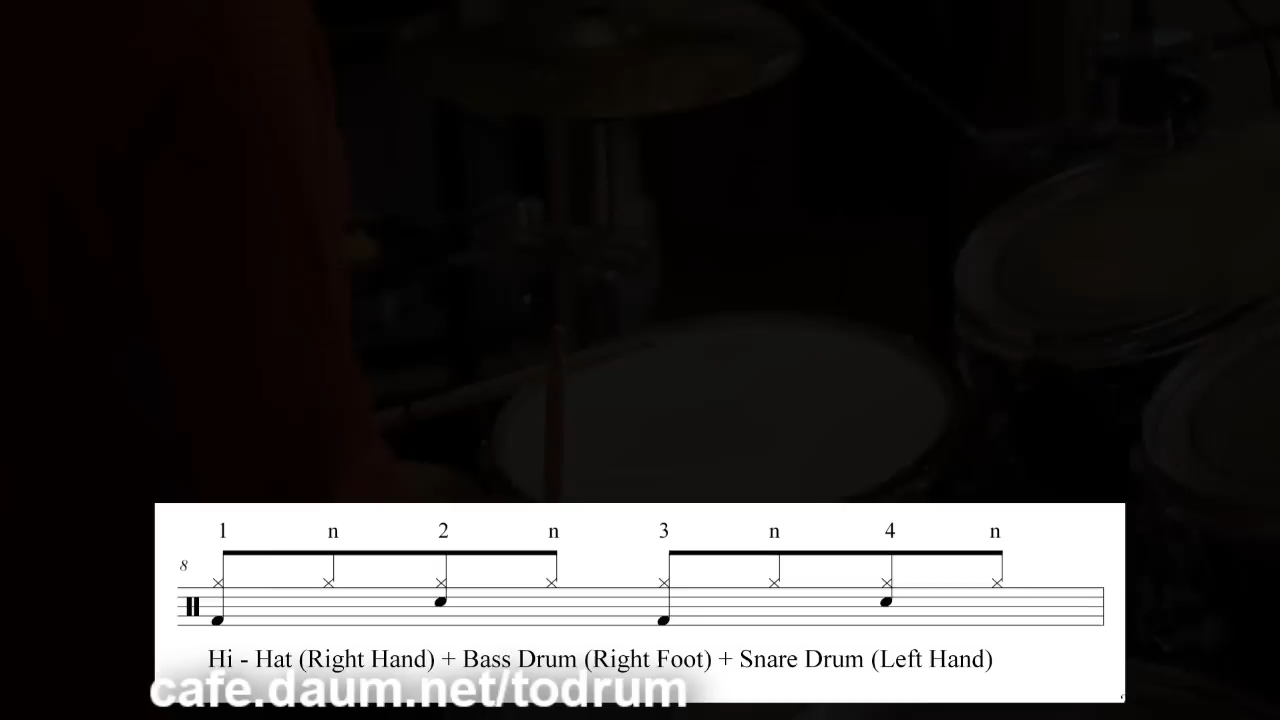 1 n 2 n 3 n 4 n
8
Hi - Hat (Right Hand) + Bass Drum (Right Foot) + Snare Drum (Left Hand)
cafe.daum.net/todrum